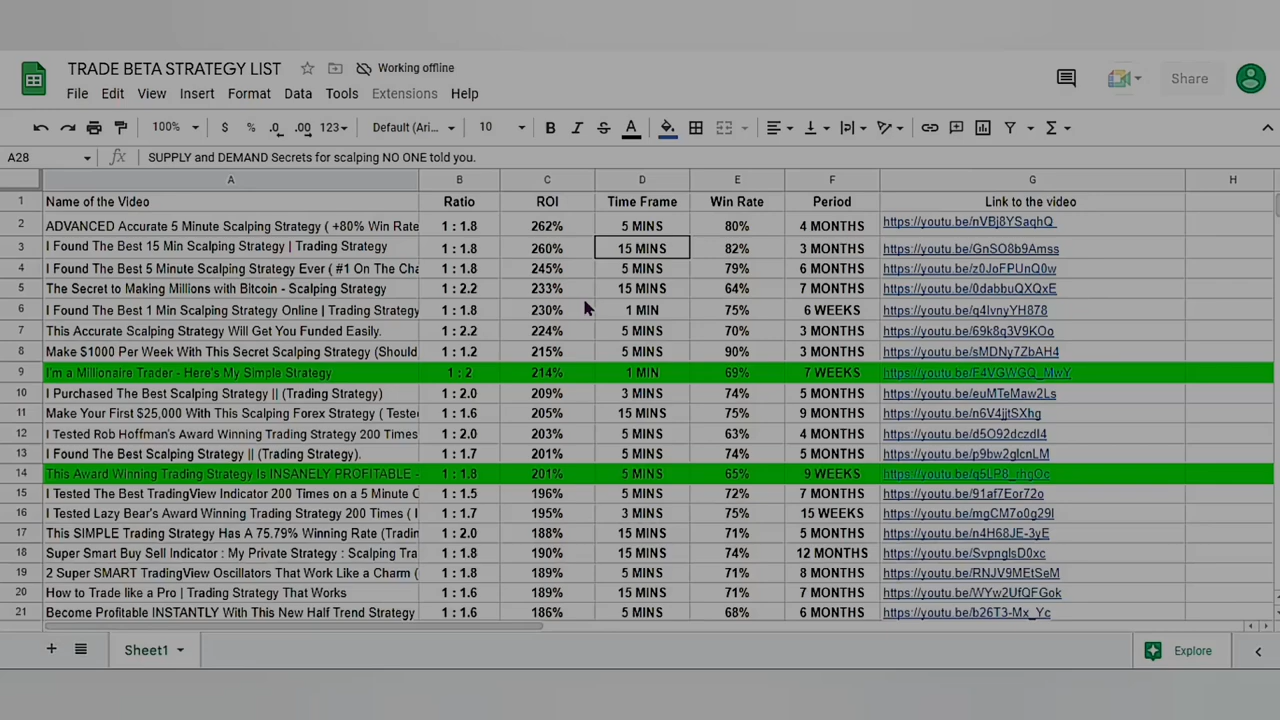 TRADE BETA STRATEGY LIST Working offline
File Edit View Insert Format Data Tools Extensions Help Share
100% $ % .0 .00 123 Default (Ari... 10
A28 fx SUPPLY and DEMAND Secrets for scalping NO ONE told you.
A B C D E F G H
1 Name of the Video Ratio ROI Time Frame Win Rate Period Link to the video
2 ADVANCED Accurate 5 Minute Scalping Strategy ( +80% Win Rate 1 : 1.8 262% 5 MINS 80% 4 MONTHS https://youtu.be/nVBj8YSaqhQ
3 I Found The Best 15 Min Scalping Strategy | Trading Strategy 1 : 1.8 260% 15 MINS 82% 3 MONTHS https://youtu.be/GnSO8b9Amss
4 I Found The Best 5 Minute Scalping Strategy Ever ( #1 On The Cha 1 : 1.8 245% 5 MINS 79% 6 MONTHS https://youtu.be/z0JoFPUnQ0w
5 The Secret to Making Millions with Bitcoin - Scalping Strategy 1 : 2.2 233% 15 MINS 64% 7 MONTHS https://youtu.be/0dabbuQXQxE
6 I Found The Best 1 Min Scalping Strategy Online | Trading Strategy 1 : 1.8 230% 1 MIN 75% 6 WEEKS https://youtu.be/q4IvnyYH878
7 This Accurate Scalping Strategy Will Get You Funded Easily. 1 : 2.2 224% 5 MINS 70% 3 MONTHS https://youtu.be/69k8q3V9KOo
8 Make $1000 Per Week With This Secret Scalping Strategy (Should 1 : 1.2 215% 5 MINS 90% 3 MONTHS https://youtu.be/sMDNy7ZbAH4
9 I'm a Millionaire Trader - Here's My Simple Strategy 1 : 2 214% 1 MIN 69% 7 WEEKS https://youtu.be/E4VGWGQ_MwY
10 I Purchased The Best Scalping Strategy || (Trading Strategy) 1 : 2.0 209% 3 MINS 74% 5 MONTHS https://youtu.be/euMTeMaw2Ls
11 Make Your First $25,000 With This Scalping Forex Strategy ( Tested 1 : 1.6 205% 15 MINS 75% 9 MONTHS https://youtu.be/n6V4jjtSXhg
12 I Tested Rob Hoffman's Award Winning Trading Strategy 200 Times 1 : 2.0 203% 5 MINS 63% 4 MONTHS https://youtu.be/d5O92dczdI4
13 I Found The Best Scalping Strategy || (Trading Strategy). 1 : 1.7 201% 5 MINS 74% 5 MONTHS https://youtu.be/p9bw2glcnLM
14 This Award Winning Trading Strategy Is INSANELY PROFITABLE - 1 : 1.8 201% 5 MINS 65% 9 WEEKS https://youtu.be/q5LP8_rhgOc
15 I Tested The Best TradingView Indicator 200 Times on a 5 Minute C 1 : 1.5 196% 5 MINS 72% 7 MONTHS https://youtu.be/91af7Eor72o
16 I Tested Lazy Bear's Award Winning Trading Strategy 200 Times ( I 1 : 1.7 195% 3 MINS 75% 15 WEEKS https://youtu.be/mgCM7o0g29I
17 This SIMPLE Trading Strategy Has A 75.79% Winning Rate (Tradin 1 : 2.0 188% 15 MINS 71% 5 MONTHS https://youtu.be/n4H68JE-3yE
18 Super Smart Buy Sell Indicator : My Private Strategy : Scalping Tra 1 : 1.8 190% 15 MINS 74% 12 MONTHS https://youtu.be/SvpnglsD0xc
19 2 Super SMART TradingView Oscillators That Work Like a Charm ( 1 : 1.8 189% 5 MINS 71% 8 MONTHS https://youtu.be/RNJV9MEtSeM
20 How to Trade like a Pro | Trading Strategy That Works 1 : 1.6 189% 15 MINS 71% 7 MONTHS https://youtu.be/WYw2UfQFGok
21 Become Profitable INSTANTLY With This New Half Trend Strategy 1 : 1.6 186% 5 MINS 68% 6 MONTHS https://youtu.be/b26T3-Mx_Yc
Sheet1 Explore